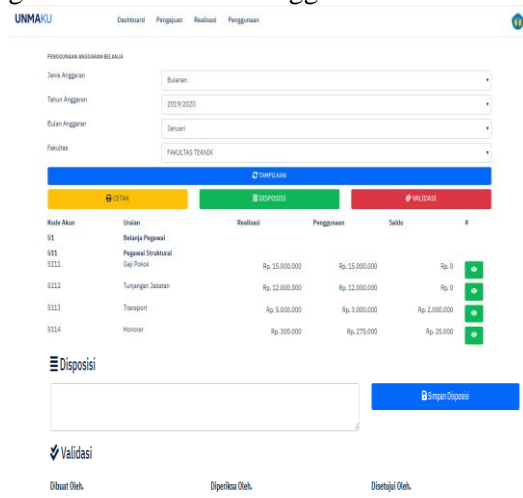 UNMAKU Dashboard Pengajuan Realisasi Penggunaan
PENGGUNAAN ANGGARAN BELANJA
Jenis Anggaran Bulanan
Tahun Anggaran 2019/2020
Bulan Anggaran Januari
Fakultas FAKULTAS TEKNIK
TAMPILKAN
CETAK DISPOSISI VALIDASI
Kode Akun Uraian Realisasi Penggunaan Saldo #
51 Belanja Pegawai
511 Pegawai Struktural
5111 Gaji Pokok Rp. 15.000.000 Rp. 15.000.000 Rp. 0
5112 Tunjangan Jabatan Rp. 12.000.000 Rp. 12.000.000 Rp. 0
5113 Transport Rp. 5.000.000 Rp. 3.000.000 Rp. 2.000.000
5114 Honorer Rp. 300.000 Rp. 275.000 Rp. 25.000
Disposisi
Simpan Disposisi
Validasi
Dibuat Oleh. Diperiksa Oleh. Disetujui Oleh.